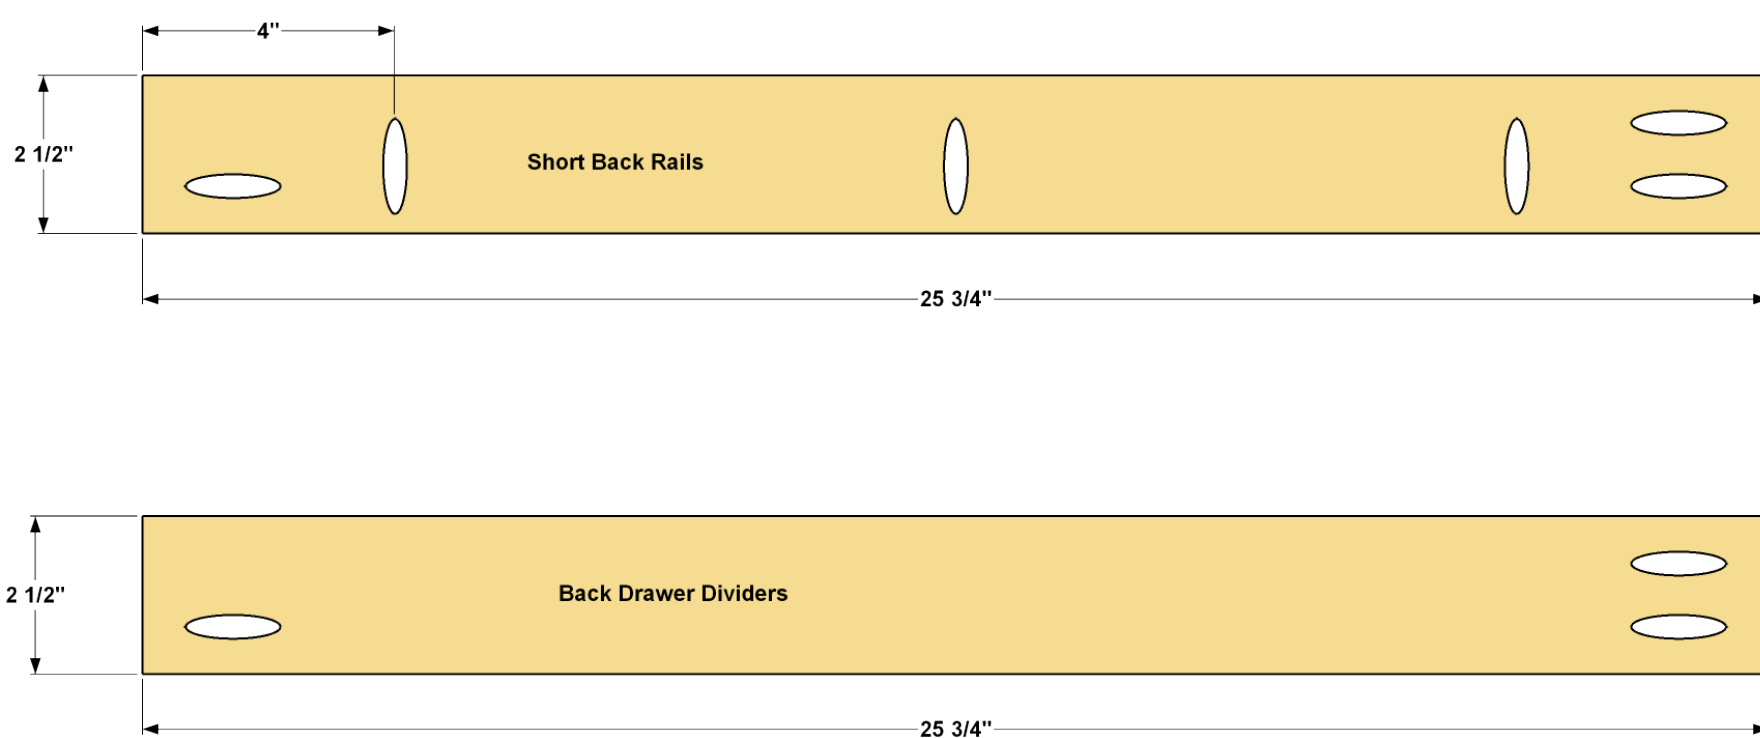 4"
2 1/2"
Short Back Rails
25 3/4"
Back Drawer Dividers
2 1/2"
25 3/4"